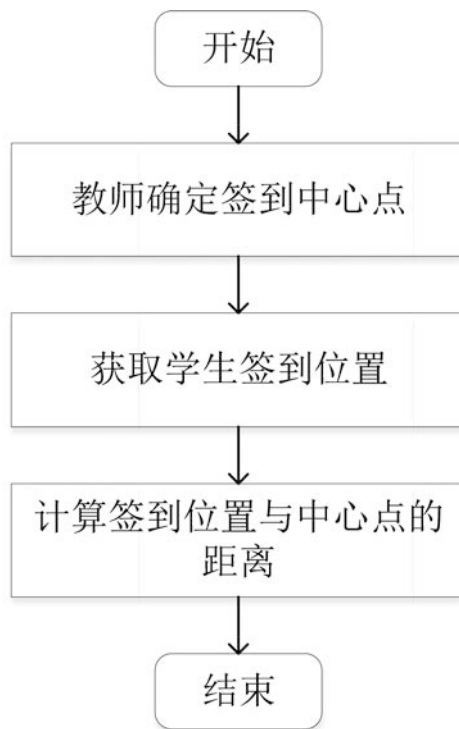 开始
教师确定签到中心点
获取学生签到位置
计算签到位置与中心点的
距离
结束